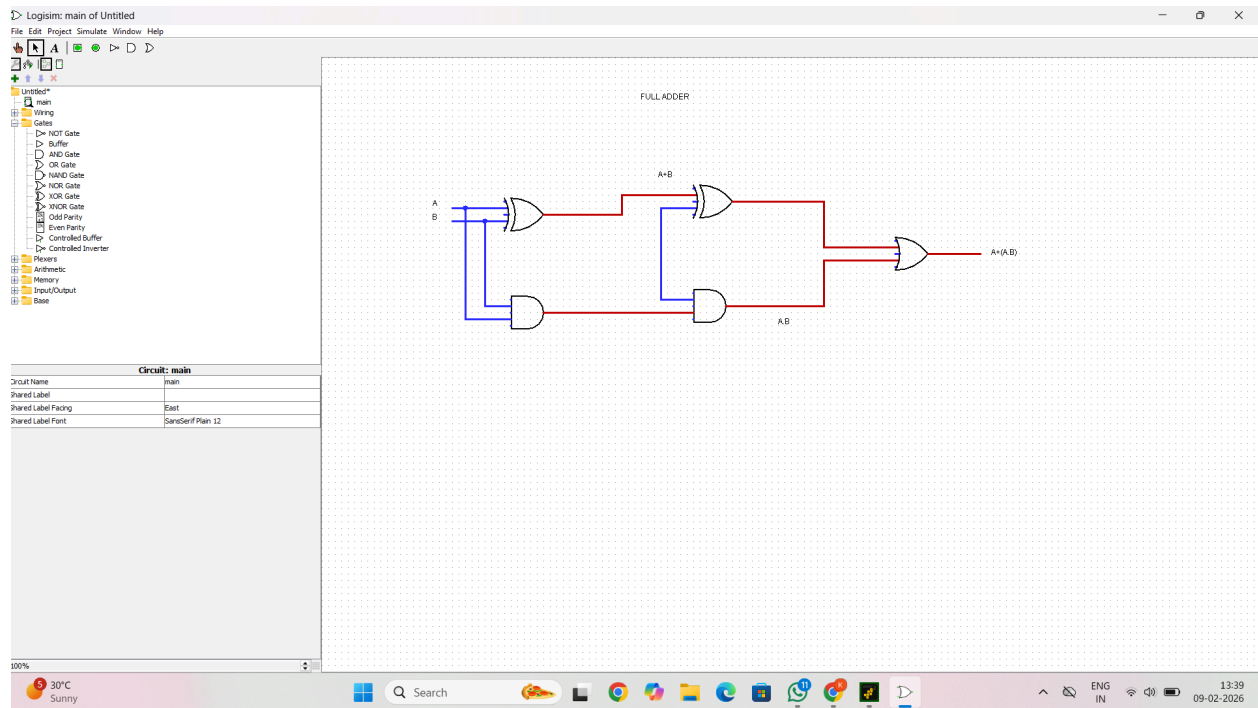 Logisim: main of Untitled
File Edit Project Simulate Window Help
A
Untitled*
main
Wiring
Gates
NOT Gate
Buffer
AND Gate
OR Gate
NAND Gate
NOR Gate
XOR Gate
XNOR Gate
Odd Parity
Even Parity
Controlled Buffer
Controlled Inverter
Plexers
Arithmetic
Memory
Input/Output
Base
Circuit: main
Circuit Name main
Shared Label
Shared Label Facing East
Shared Label Font SansSerif Plain 12
100%
FULL ADDER
A+B
A
B
A+(A.B)
A.B
5
30°C
Sunny
Search
11
K
ENG
IN
13:39
09-02-2026